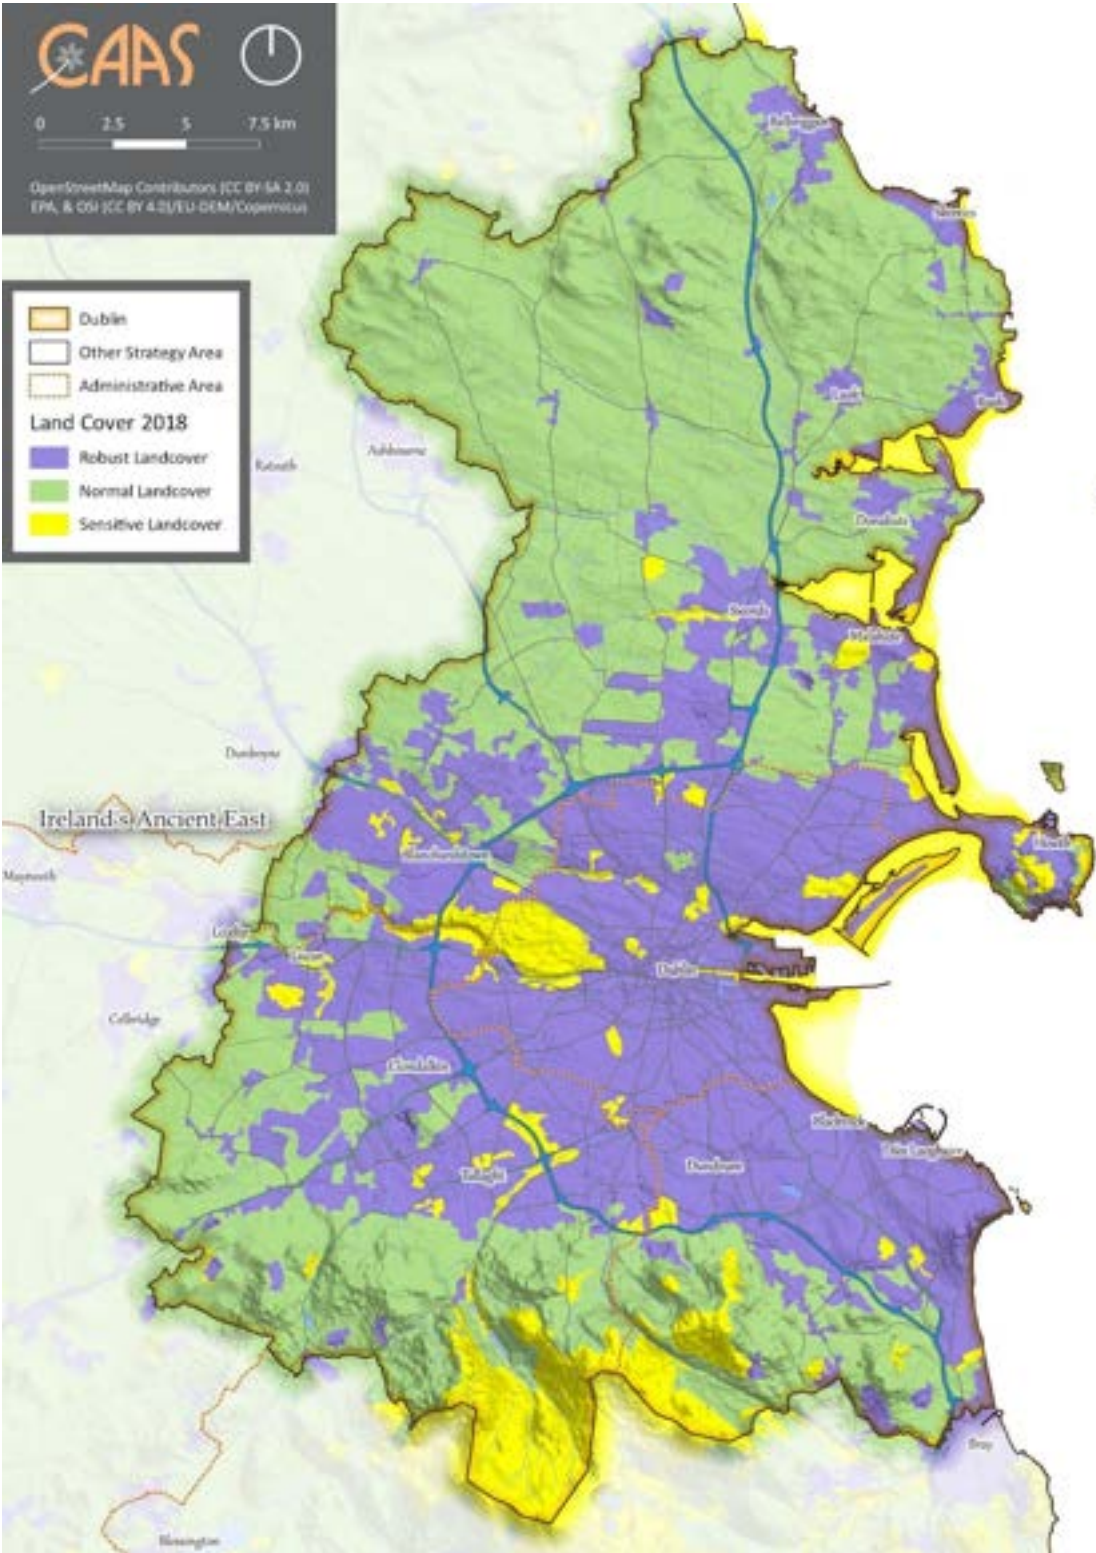 CAAS
0 2.5 5 7.5 km
OpenStreetMap Contributors (CC BY-SA 2.0)
EPA, & OSI (CC BY 4.0)/EU-DEM/Copernicus
Dublin
Other Strategy Area
Administrative Area
Land Cover 2018
Robust Landcover
Normal Landcover
Sensitive Landcover
Balbriggan
Skerries
Rush
Lusk
Ratoath
Ashbourne
Donabate
Swords
Malahide
Dunboyne
Ireland's Ancient East
Howth
Blanchardstown
Maynooth
Leixlip
Lucan
Dublin
Celbridge
Clondalkin
Blackrock
Dún Laoghaire
Dundrum
Tallaght
Bray
Blessington